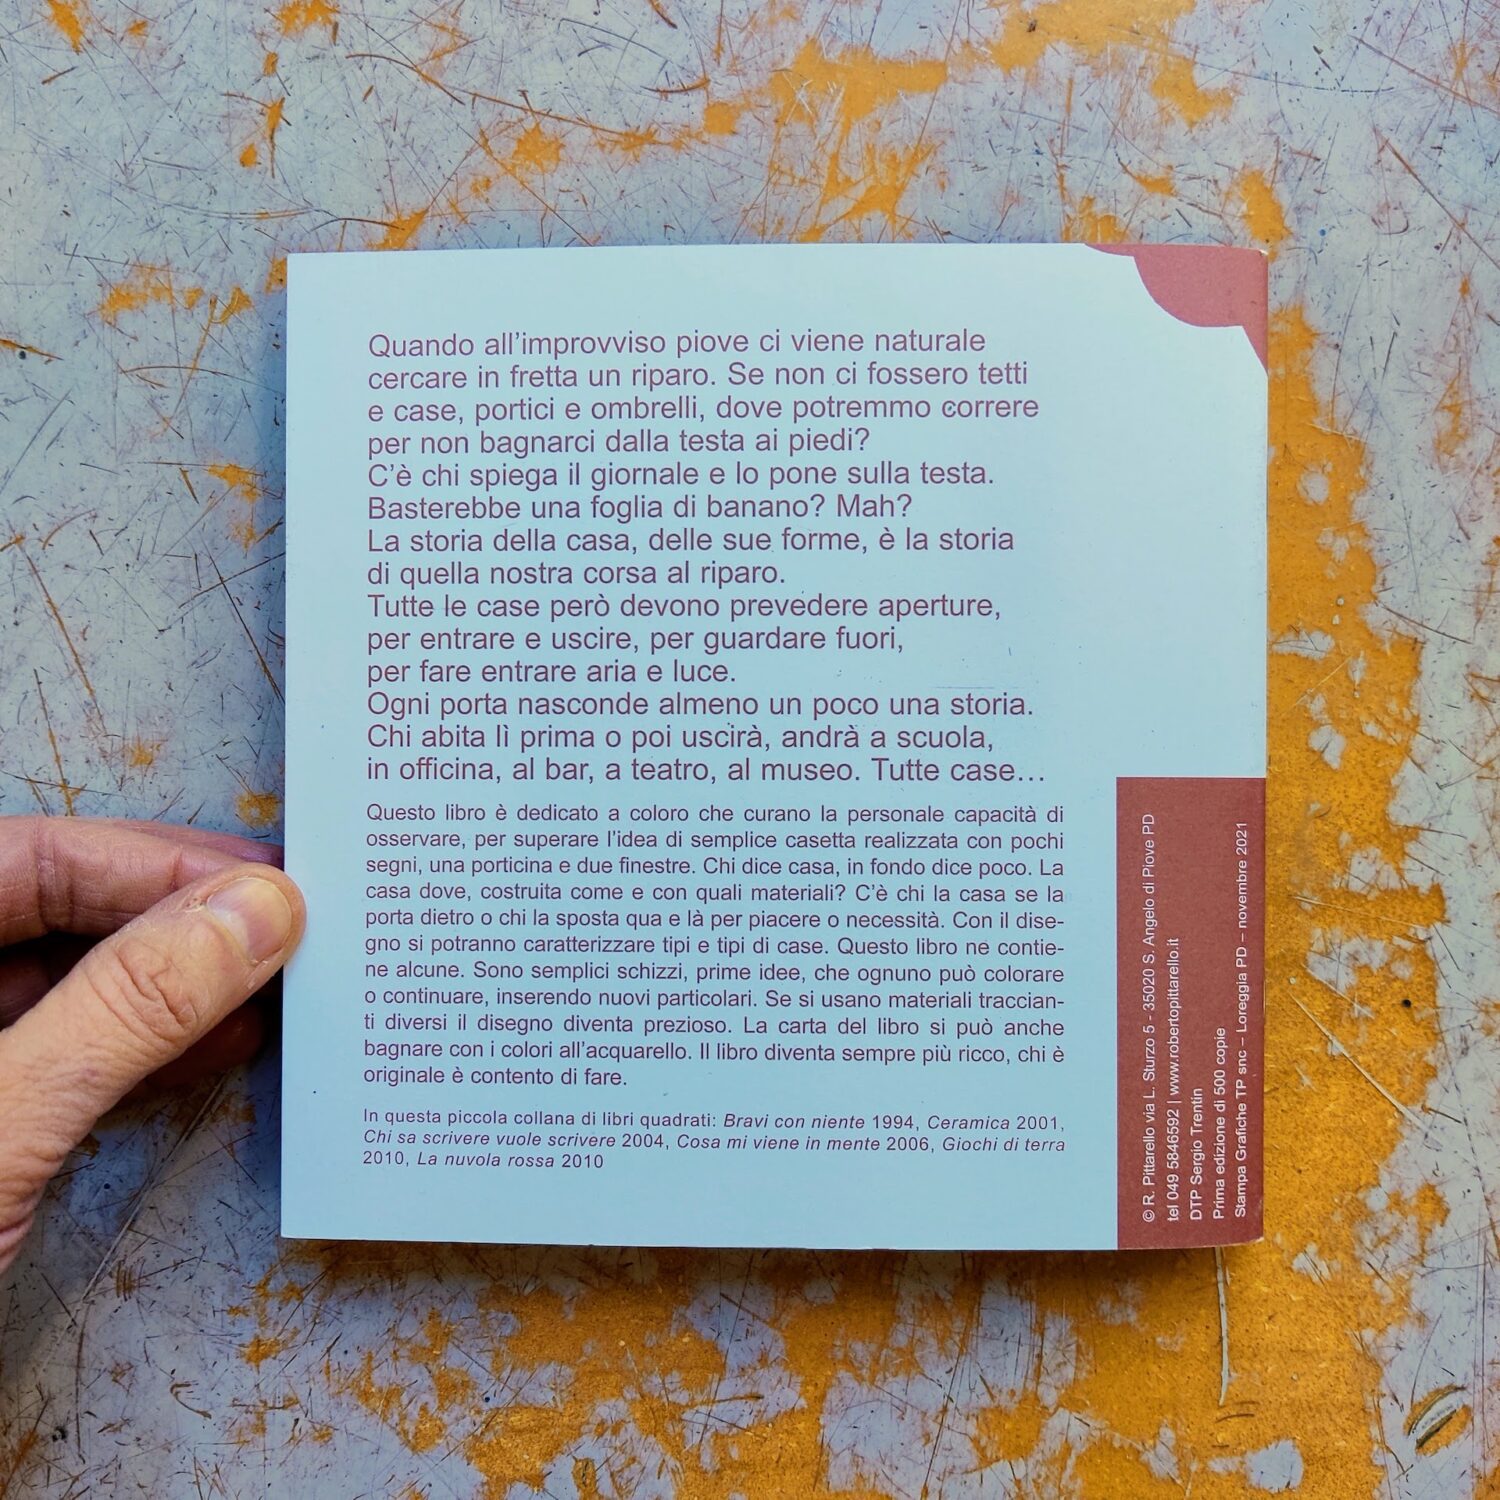 Quando all’improvviso piove ci viene naturale
cercare in fretta un riparo. Se non ci fossero tetti
e case, portici e ombrelli, dove potremmo correre
per non bagnarci dalla testa ai piedi?
C’è chi spiega il giornale e lo pone sulla testa.
Basterebbe una foglia di banano? Mah?
La storia della casa, delle sue forme, è la storia
di quella nostra corsa al riparo.
Tutte le case però devono prevedere aperture,
per entrare e uscire, per guardare fuori,
per fare entrare aria e luce.
Ogni porta nasconde almeno un poco una storia.
Chi abita lì prima o poi uscirà, andrà a scuola,
in officina, al bar, a teatro, al museo. Tutte case…
Questo libro è dedicato a coloro che curano la personale capacità di
osservare, per superare l’idea di semplice casetta realizzata con pochi
segni, una porticina e due finestre. Chi dice casa, in fondo dice poco. La
casa dove, costruita come e con quali materiali? C’è chi la casa se la
porta dietro o chi la sposta qua e là per piacere o necessità. Con il dise-
gno si potranno caratterizzare tipi e tipi di case. Questo libro ne contie-
ne alcune. Sono semplici schizzi, prime idee, che ognuno può colorare
o continuare, inserendo nuovi particolari. Se si usano materiali traccian-
ti diversi il disegno diventa prezioso. La carta del libro si può anche
bagnare con i colori all’acquarello. Il libro diventa sempre più ricco, chi è
originale è contento di fare.
In questa piccola collana di libri quadrati: Bravi con niente 1994, Ceramica 2001,
Chi sa scrivere vuole scrivere 2004, Cosa mi viene in mente 2006, Giochi di terra
2010, La nuvola rossa 2010
© R. Pittarello via L. Sturzo 5 - 35020 S. Angelo di Piove PD
tel 049 5846592 | www.robertopittarello.it
DTP Sergio Trentin
Prima edizione di 500 copie
Stampa Grafiche TP snc – Loreggia PD – novembre 2021